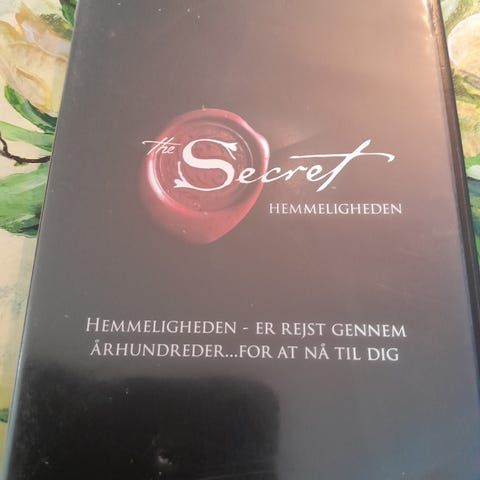 the Secret
HEMMELIGHEDEN
HEMMELIGHEDEN - ER REJST GENNEM
ÅRHUNDREDER...FOR AT NÅ TIL DIG